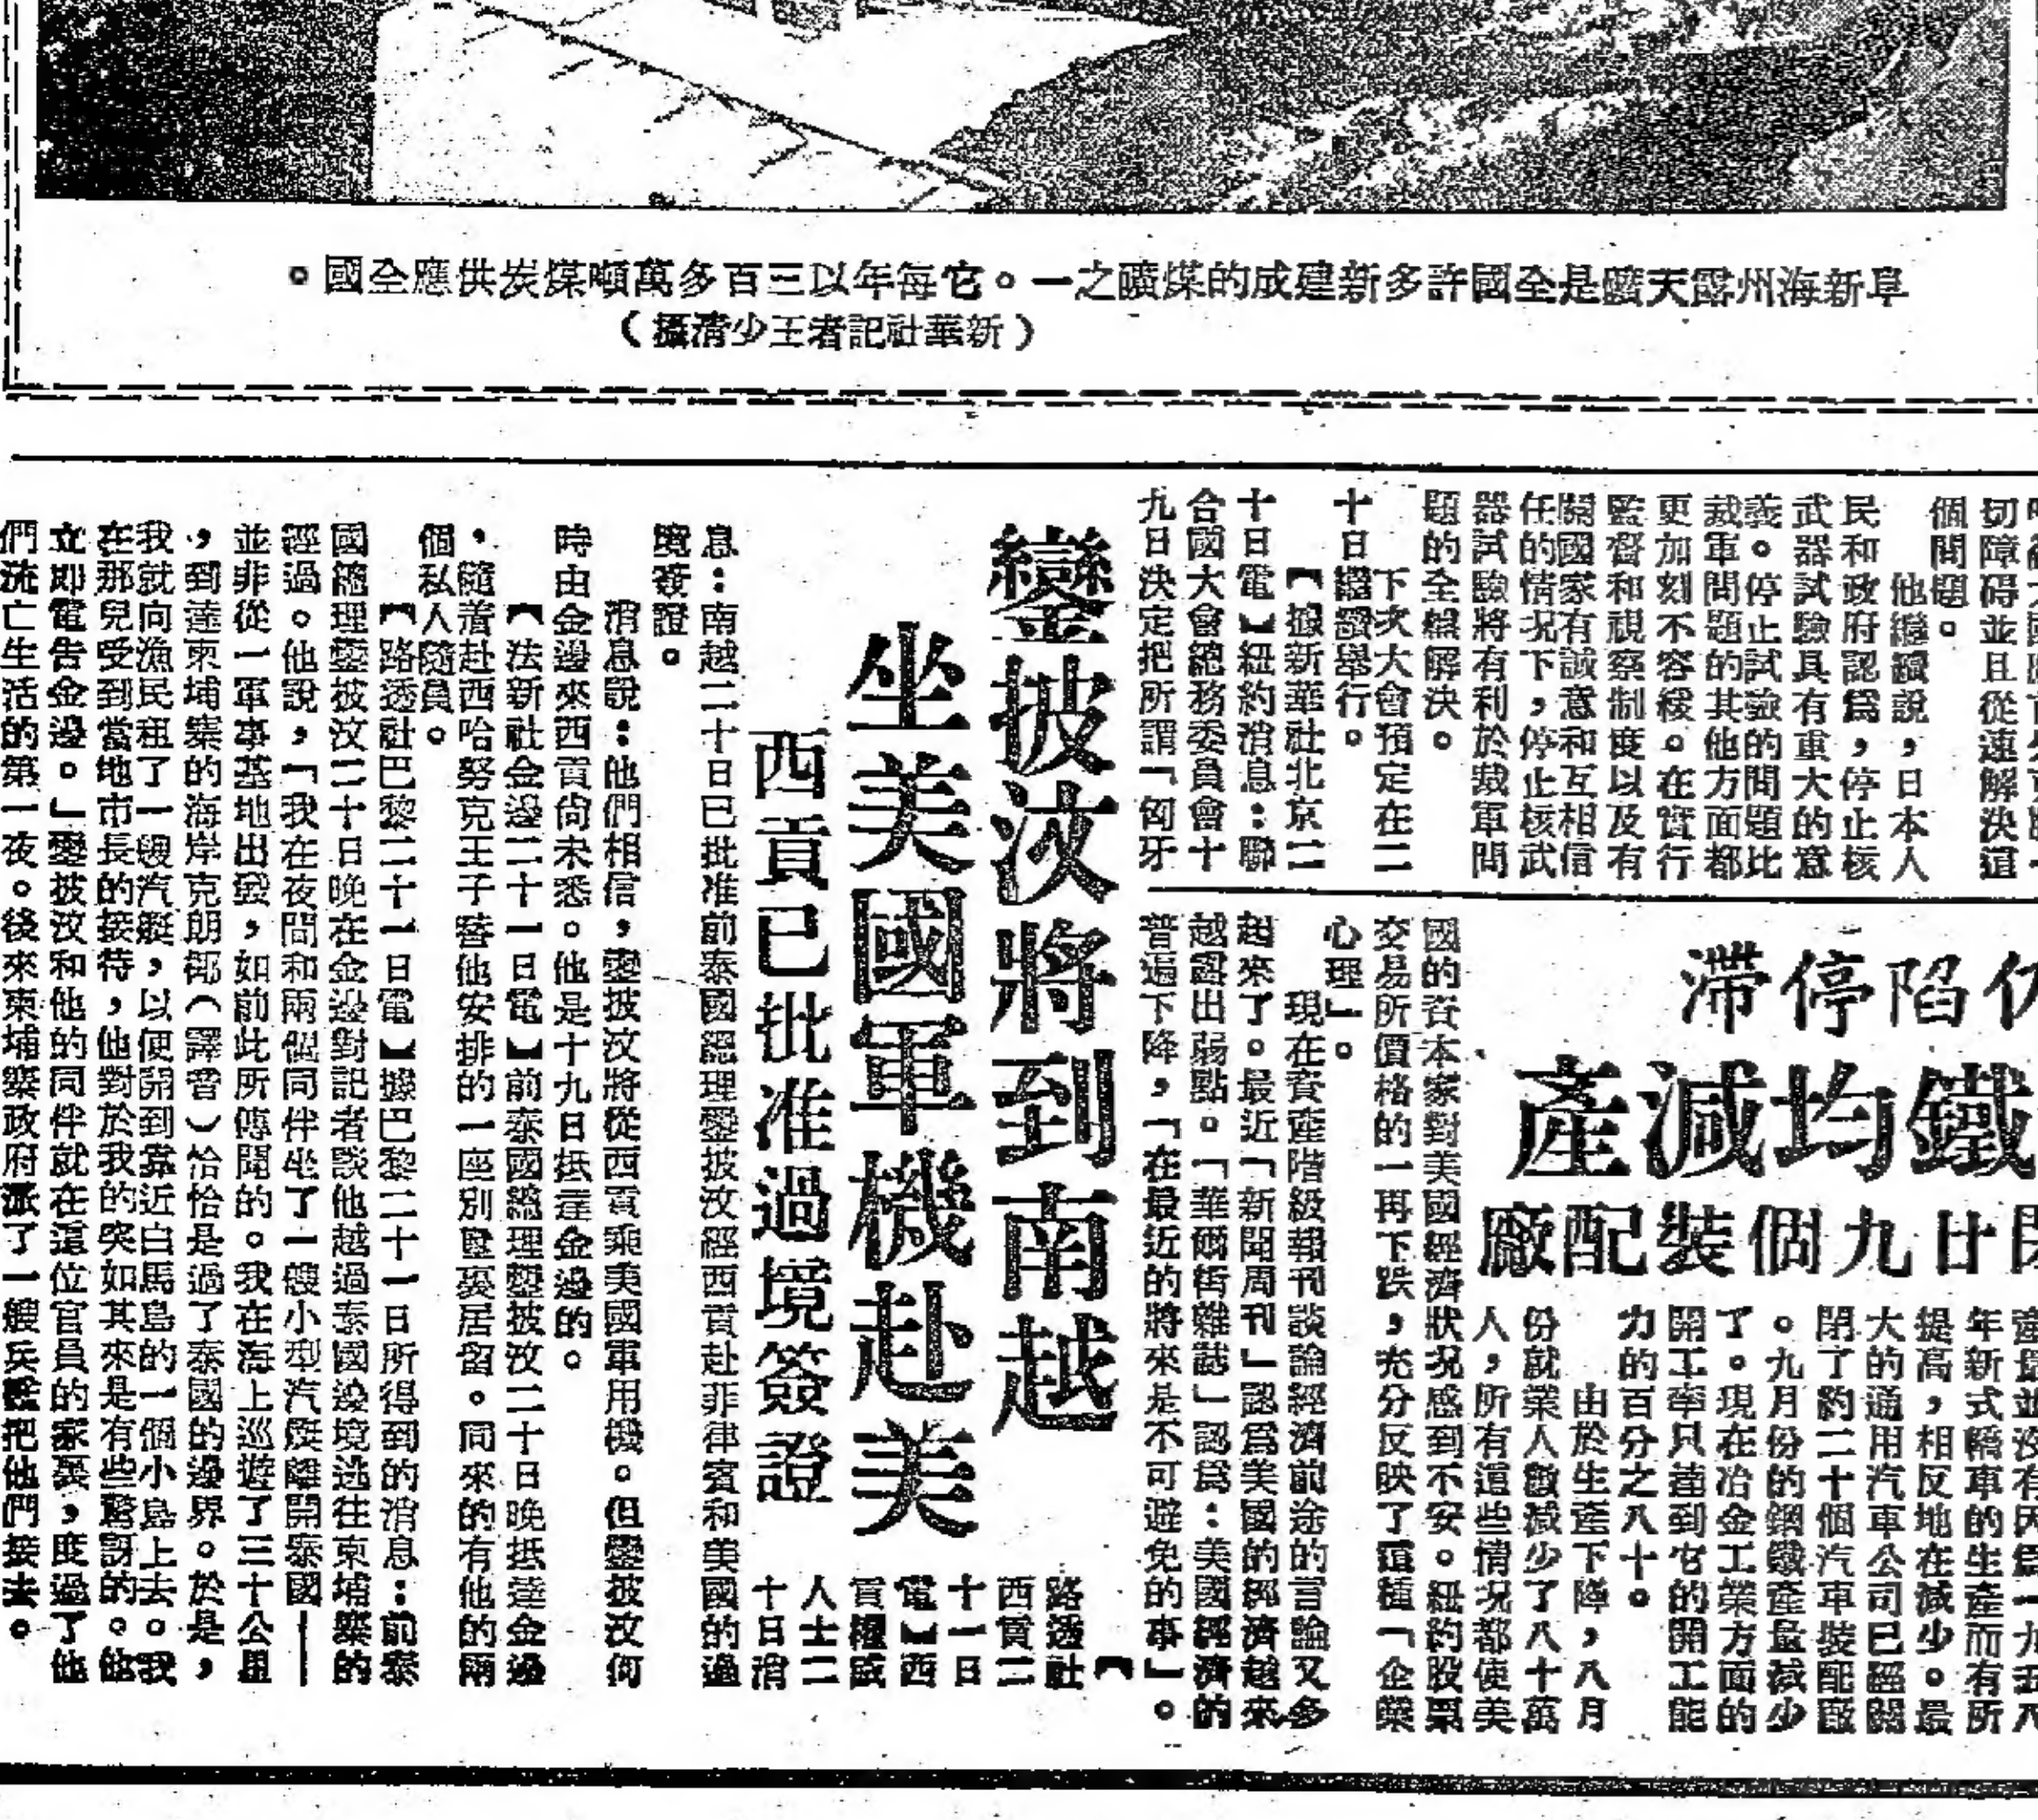 阜新海州露天礦是全國許多新建成的煤礦之一。它每年以三百多萬噸煤炭供應全國。
（新華社記者王少清攝）
切障碍並且從速解決這
個問題。
他繼續說，日本人
民和政府認爲，停止核
武器試驗具有重大的意
義。停止試驗的問題比
裁軍問題的其他方面都
更加刻不容緩。在實行
監督和視察制度以及有
關國家有誠意和互相信
任的情况下，停止核武
器試驗將有利於裁軍問
題的全盤解決。
下次大會預定在二
十日繼續舉行。
【據新華社北京二
十日電】紐約消息：聯
合國大會總務委員會十
九日決定把所謂「匈牙
仍陷停滯
鐵均減產
閉廿九個裝配廠
年新式轎車的生產而有所
提高，相反地在減少。最
大的通用汽車公司已經關
閉了約二十個汽車裝配廠
。九月份的鋼鐵產量減少
了。現在冶金工業方面的
開工率只達到它的開工能
力的百分之八十。
由於生產下降，八月
份就業人數減少了八十萬
人，所有這些情况都使美
國的資本家對美國經濟狀况感到不安。紐約股票
交易所價格的一再下跌，充分反映了這種「企業
心理」。
現在資產階級報刊談論經濟前途的言論又多
起來了。最近「新聞周刊」認爲美國的經濟越來
越露出弱點。「華爾街雜誌」認爲：美國經濟的
普遍下降，「在最近的將來是不可避免的事」。
鑾披汶將到南越
坐美國軍機赴美
西貢已批准過境簽證
【
路透社
西貢二
十一日
電】西
貢權威
人士二
十日消
息：南越二十日已批准前泰國總理鑾披汶經西貢赴菲律賓和美國的過
境簽證。
消息說：他們相信，鑾披汶將從西貢乘美國軍用機。但鑾披汶何
時由金邊來西貢尚未悉。他是十九日抵達金邊的。
【法新社金邊二十一日電】前泰國總理鑾披汶二十日晚抵達金邊
，隨着赴西哈努克王子替他安排的一座別墅裏居留。同來的有他的兩
個私人隨員。
【路透社巴黎二十一日電】據巴黎二十一日所得到的消息：前泰
國總理鑾披汶二十日晚在金邊對記者談他越過泰國邊境逃往柬埔寨的
經過。他說，「我在夜間和兩個同伴坐了一艘小型汽艇離開泰國——
並非從一軍事基地出發，如前此所傳聞的。我在海上巡遊了三十公里
，到達柬埔寨的海岸克朗鄒（譯音）恰恰是過了泰國的邊界。於是，
我就向漁民租了一艘汽艇，以便開到靠近白馬島的一個小島上去。我
在那兒受到當地市長的接待，他對於我的突如其來是有些驚訝的。他
立即電告金邊。」鑾披汶和他的同伴就在這位官員的家裏，度過了他
們流亡生活的第一夜。後來柬埔寨政府派了一艘兵艦把他們接去。